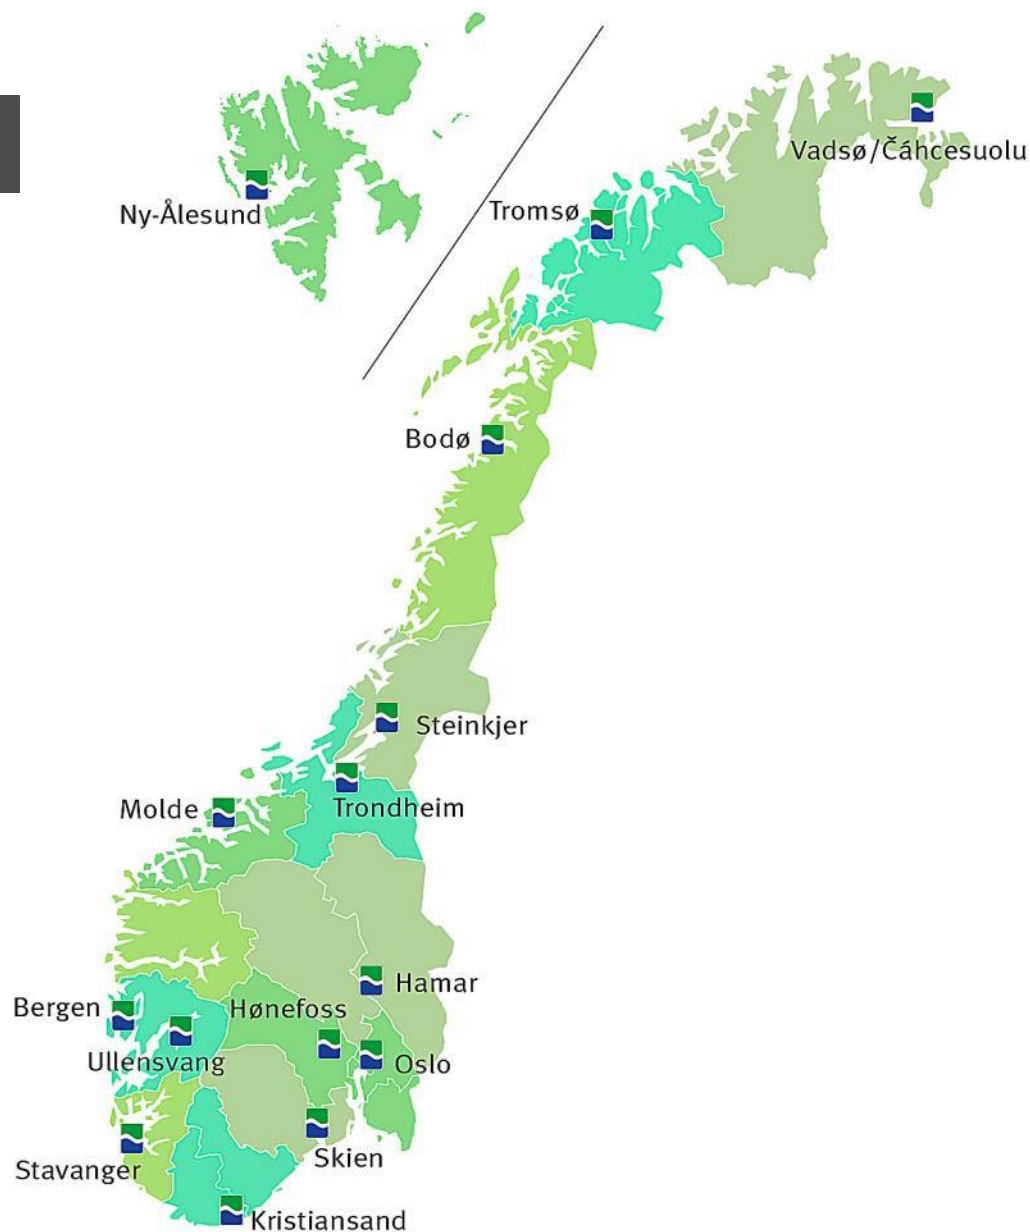 Vadsø/Čáhcesuolu
Ny-Ålesund
Tromsø
Bodø
Steinkjer
Molde
Trondheim
Hamar
Bergen
Hønefoss
Ullensvang
Oslo
Skien
Stavanger
Kristiansand